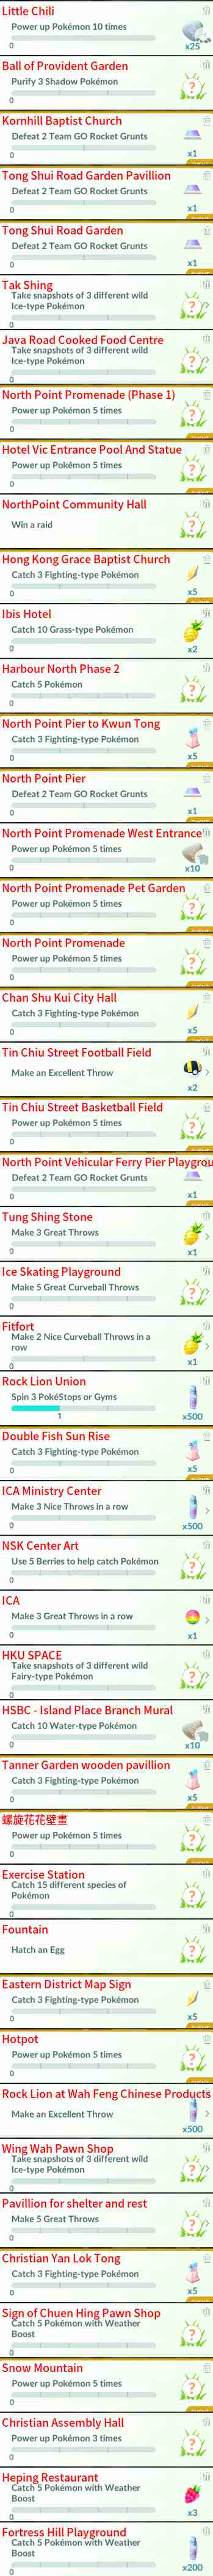 Little Chili
Power up Pokémon 10 times
0
x25
Ball of Provident Garden
Purify 3 Shadow Pokémon
0
?
Kornhill Baptist Church
Defeat 2 Team GO Rocket Grunts
0
x1
Tong Shui Road Garden Pavillion
Defeat 2 Team GO Rocket Grunts
0
x1
Tong Shui Road Garden
Defeat 2 Team GO Rocket Grunts
0
x1
Tak Shing
Take snapshots of 3 different wild
Ice-type Pokémon
0
?
Java Road Cooked Food Centre
Take snapshots of 3 different wild
Ice-type Pokémon
0
?
North Point Promenade (Phase 1)
Power up Pokémon 5 times
0
?
Hotel Vic Entrance Pool And Statue
Power up Pokémon 5 times
0
?
NorthPoint Community Hall
Win a raid
?
Hong Kong Grace Baptist Church
Catch 3 Fighting-type Pokémon
0
x5
Ibis Hotel
Catch 10 Grass-type Pokémon
0
x2
Harbour North Phase 2
Catch 5 Pokémon
0
?
North Point Pier to Kwun Tong
Catch 3 Fighting-type Pokémon
0
x5
North Point Pier
Defeat 2 Team GO Rocket Grunts
0
x1
North Point Promenade West Entrance
Power up Pokémon 5 times
0
x10
North Point Promenade Pet Garden
Power up Pokémon 5 times
0
?
North Point Promenade
Power up Pokémon 5 times
0
?
Chan Shu Kui City Hall
Catch 3 Fighting-type Pokémon
0
x5
Tin Chiu Street Football Field
Make an Excellent Throw
x2
Tin Chiu Street Basketball Field
Power up Pokémon 5 times
0
?
North Point Vehicular Ferry Pier Playgrou
Defeat 2 Team GO Rocket Grunts
0
x1
Tung Shing Stone
Make 3 Great Throws
0
x1
Ice Skating Playground
Make 5 Great Curveball Throws
0
?
Fitfort
Make 2 Nice Curveball Throws in a
row
0
x1
Rock Lion Union
Spin 3 PokéStops or Gyms
1
x500
Double Fish Sun Rise
Catch 3 Fighting-type Pokémon
0
x5
ICA Ministry Center
Make 3 Nice Throws in a row
0
x500
NSK Center Art
Use 5 Berries to help catch Pokémon
0
?
ICA
Make 3 Great Throws in a row
0
x1
HKU SPACE
Take snapshots of 3 different wild
Fairy-type Pokémon
0
?
HSBC - Island Place Branch Mural
Catch 10 Water-type Pokémon
0
x10
Tanner Garden wooden pavillion
Catch 3 Fighting-type Pokémon
0
x5
螺旋花花壁畫
Power up Pokémon 5 times
0
?
Exercise Station
Catch 15 different species of
Pokémon
0
?
Fountain
Hatch an Egg
?
Eastern District Map Sign
Catch 3 Fighting-type Pokémon
0
x5
Hotpot
Power up Pokémon 5 times
0
?
Rock Lion at Wah Feng Chinese Products
Make an Excellent Throw
x500
Wing Wah Pawn Shop
Take snapshots of 3 different wild
Ice-type Pokémon
0
?
Pavillion for shelter and rest
Make 5 Great Throws
0
?
Christian Yan Lok Tong
Catch 3 Fighting-type Pokémon
0
x5
Sign of Chuen Hing Pawn Shop
Catch 5 Pokémon with Weather
Boost
0
?
Snow Mountain
Power up Pokémon 5 times
0
?
Christian Assembly Hall
Power up Pokémon 3 times
0
?
Heping Restaurant
Catch 5 Pokémon with Weather
Boost
0
x3
Fortress Hill Playground
Catch 5 Pokémon with Weather
Boost
0
x200